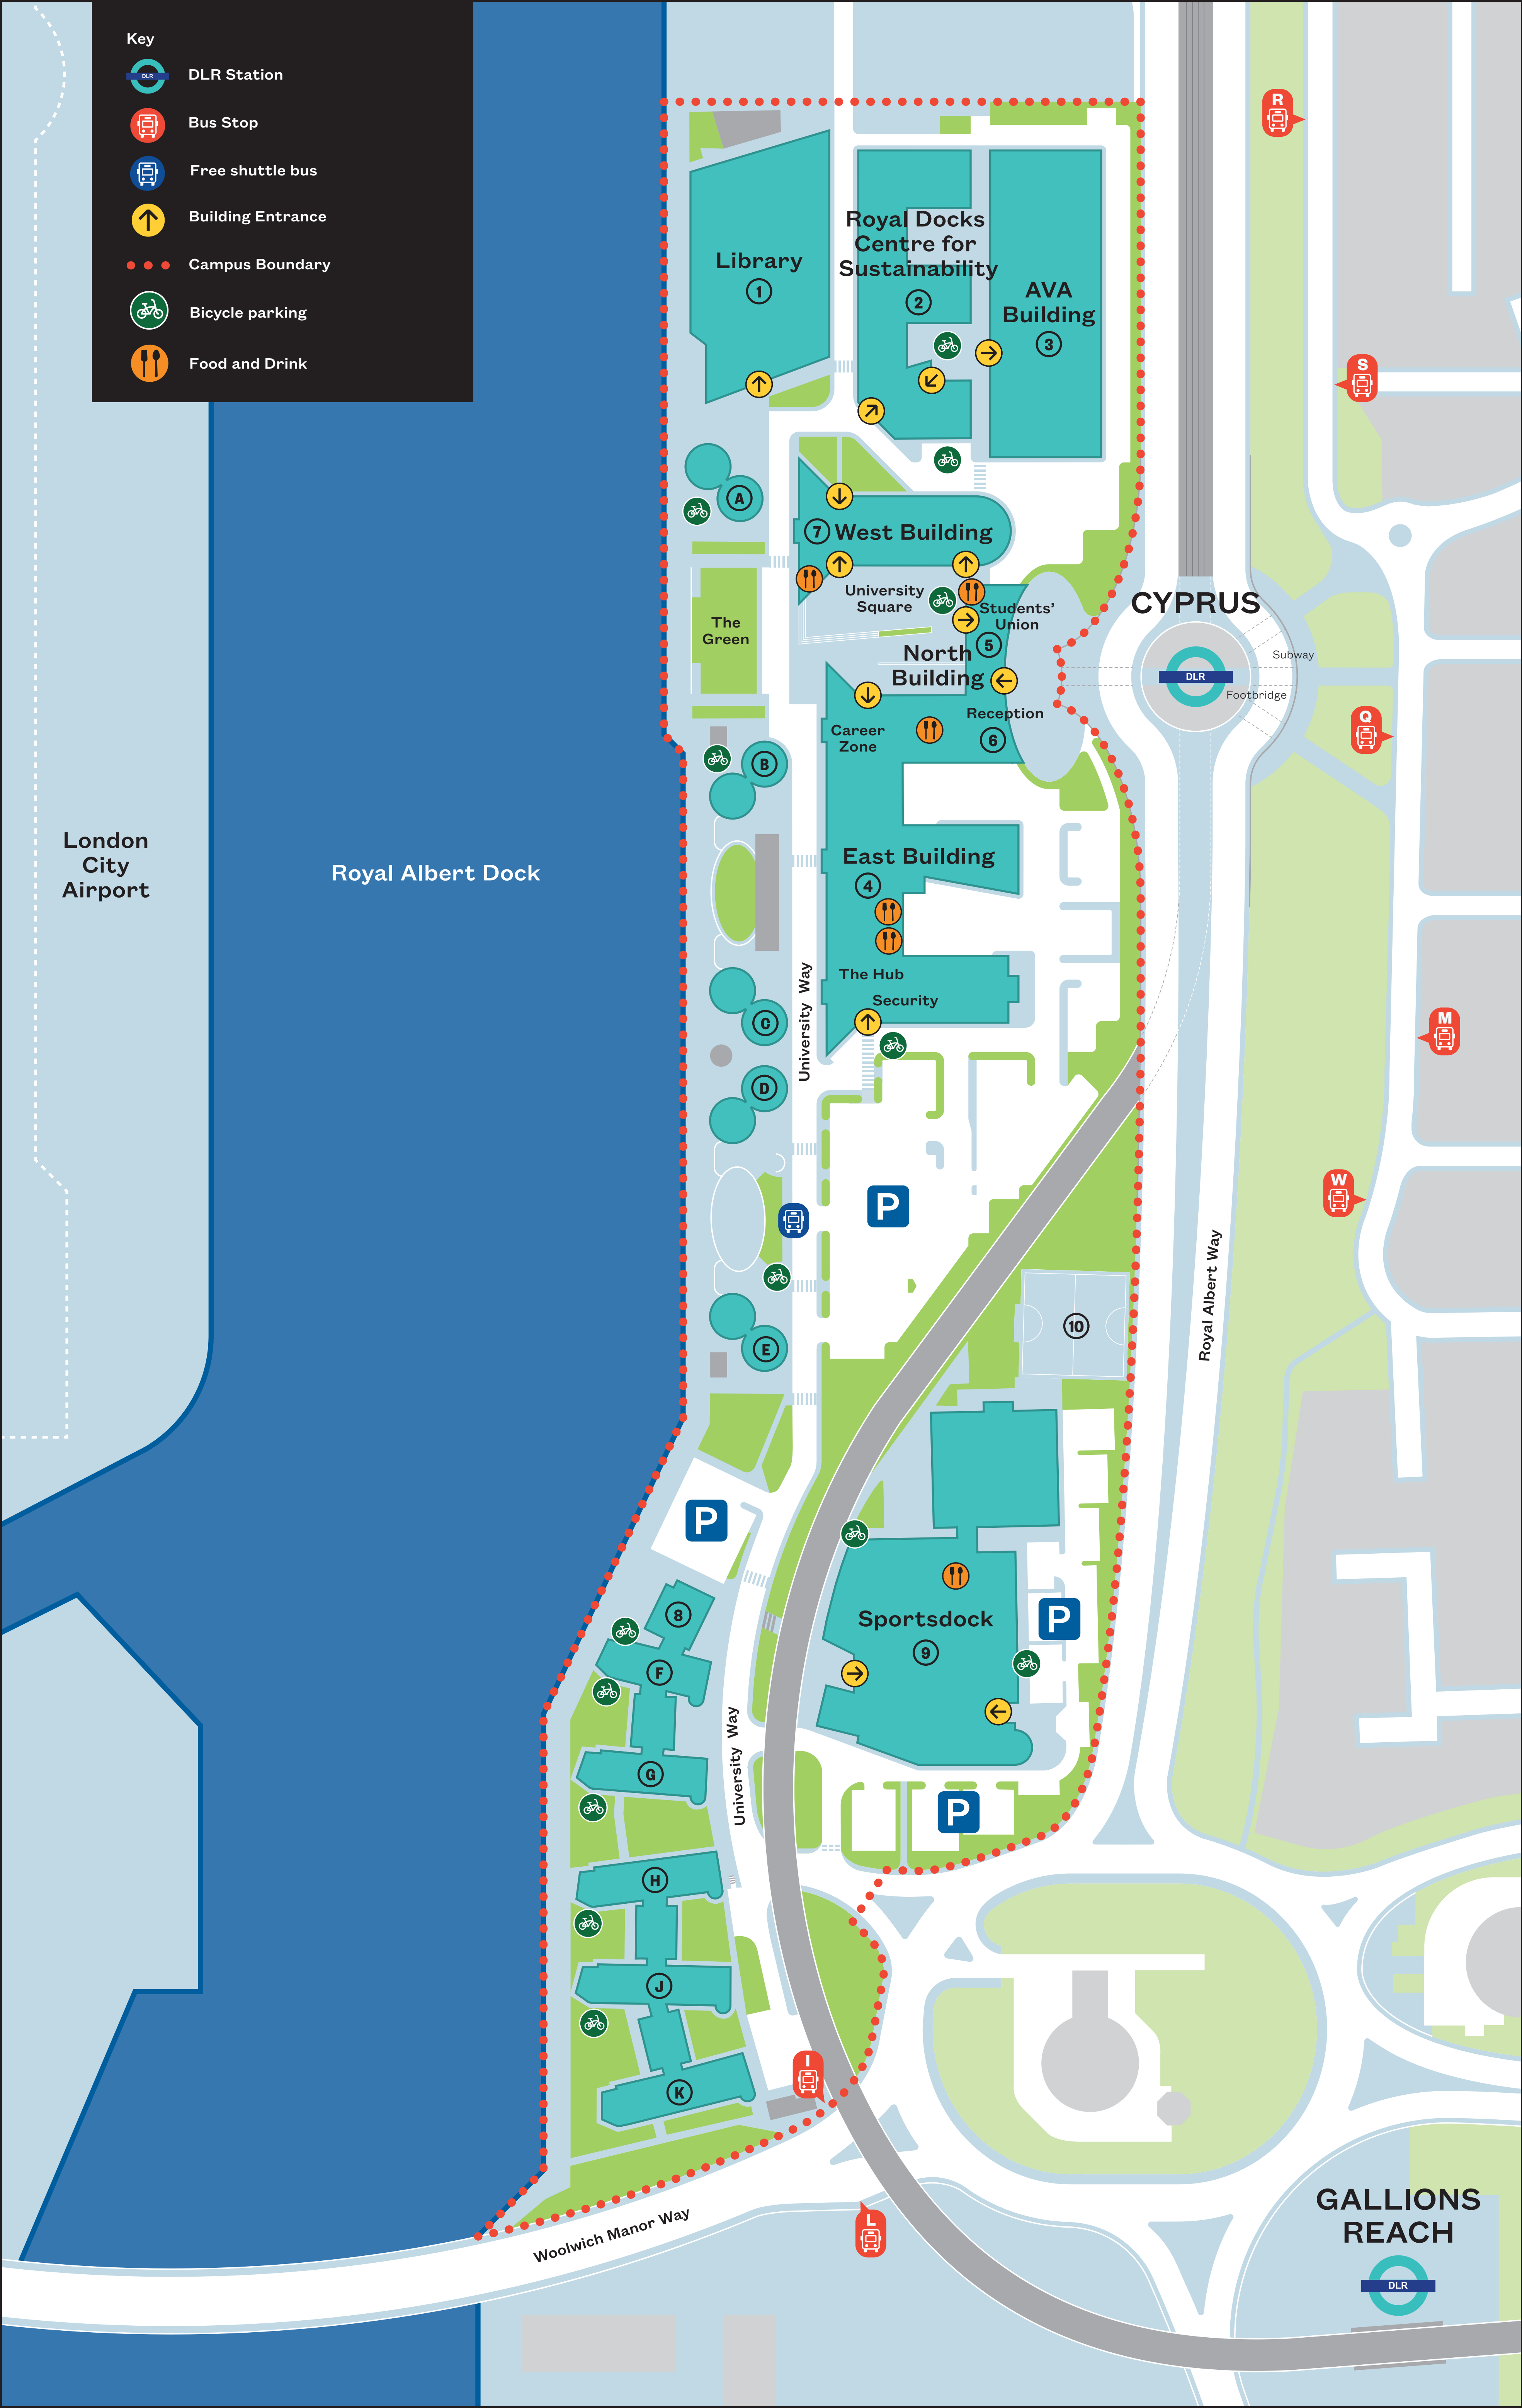 Key
DLR
DLR Station
Bus Stop
Free shuttle bus
Building Entrance
Campus Boundary
Bicycle parking
Food and Drink
R
Library
1
Royal Docks
Centre for
Sustainability
2
AVA
Building
3
S
A
7 West Building
University
Square
Students'
Union
5
The
Green
North
Building
CYPRUS
DLR
Subway
Footbridge
Reception
6
Career
Zone
Q
B
London
City
Airport
Royal Albert Dock
East Building
4
The Hub
Security
University Way
C
M
D
P
W
E
10
Royal Albert Way
P
8
F
Sportsdock
9
P
G
University Way
P
H
J
I
K
Woolwich Manor Way
L
GALLIONS
REACH
DLR